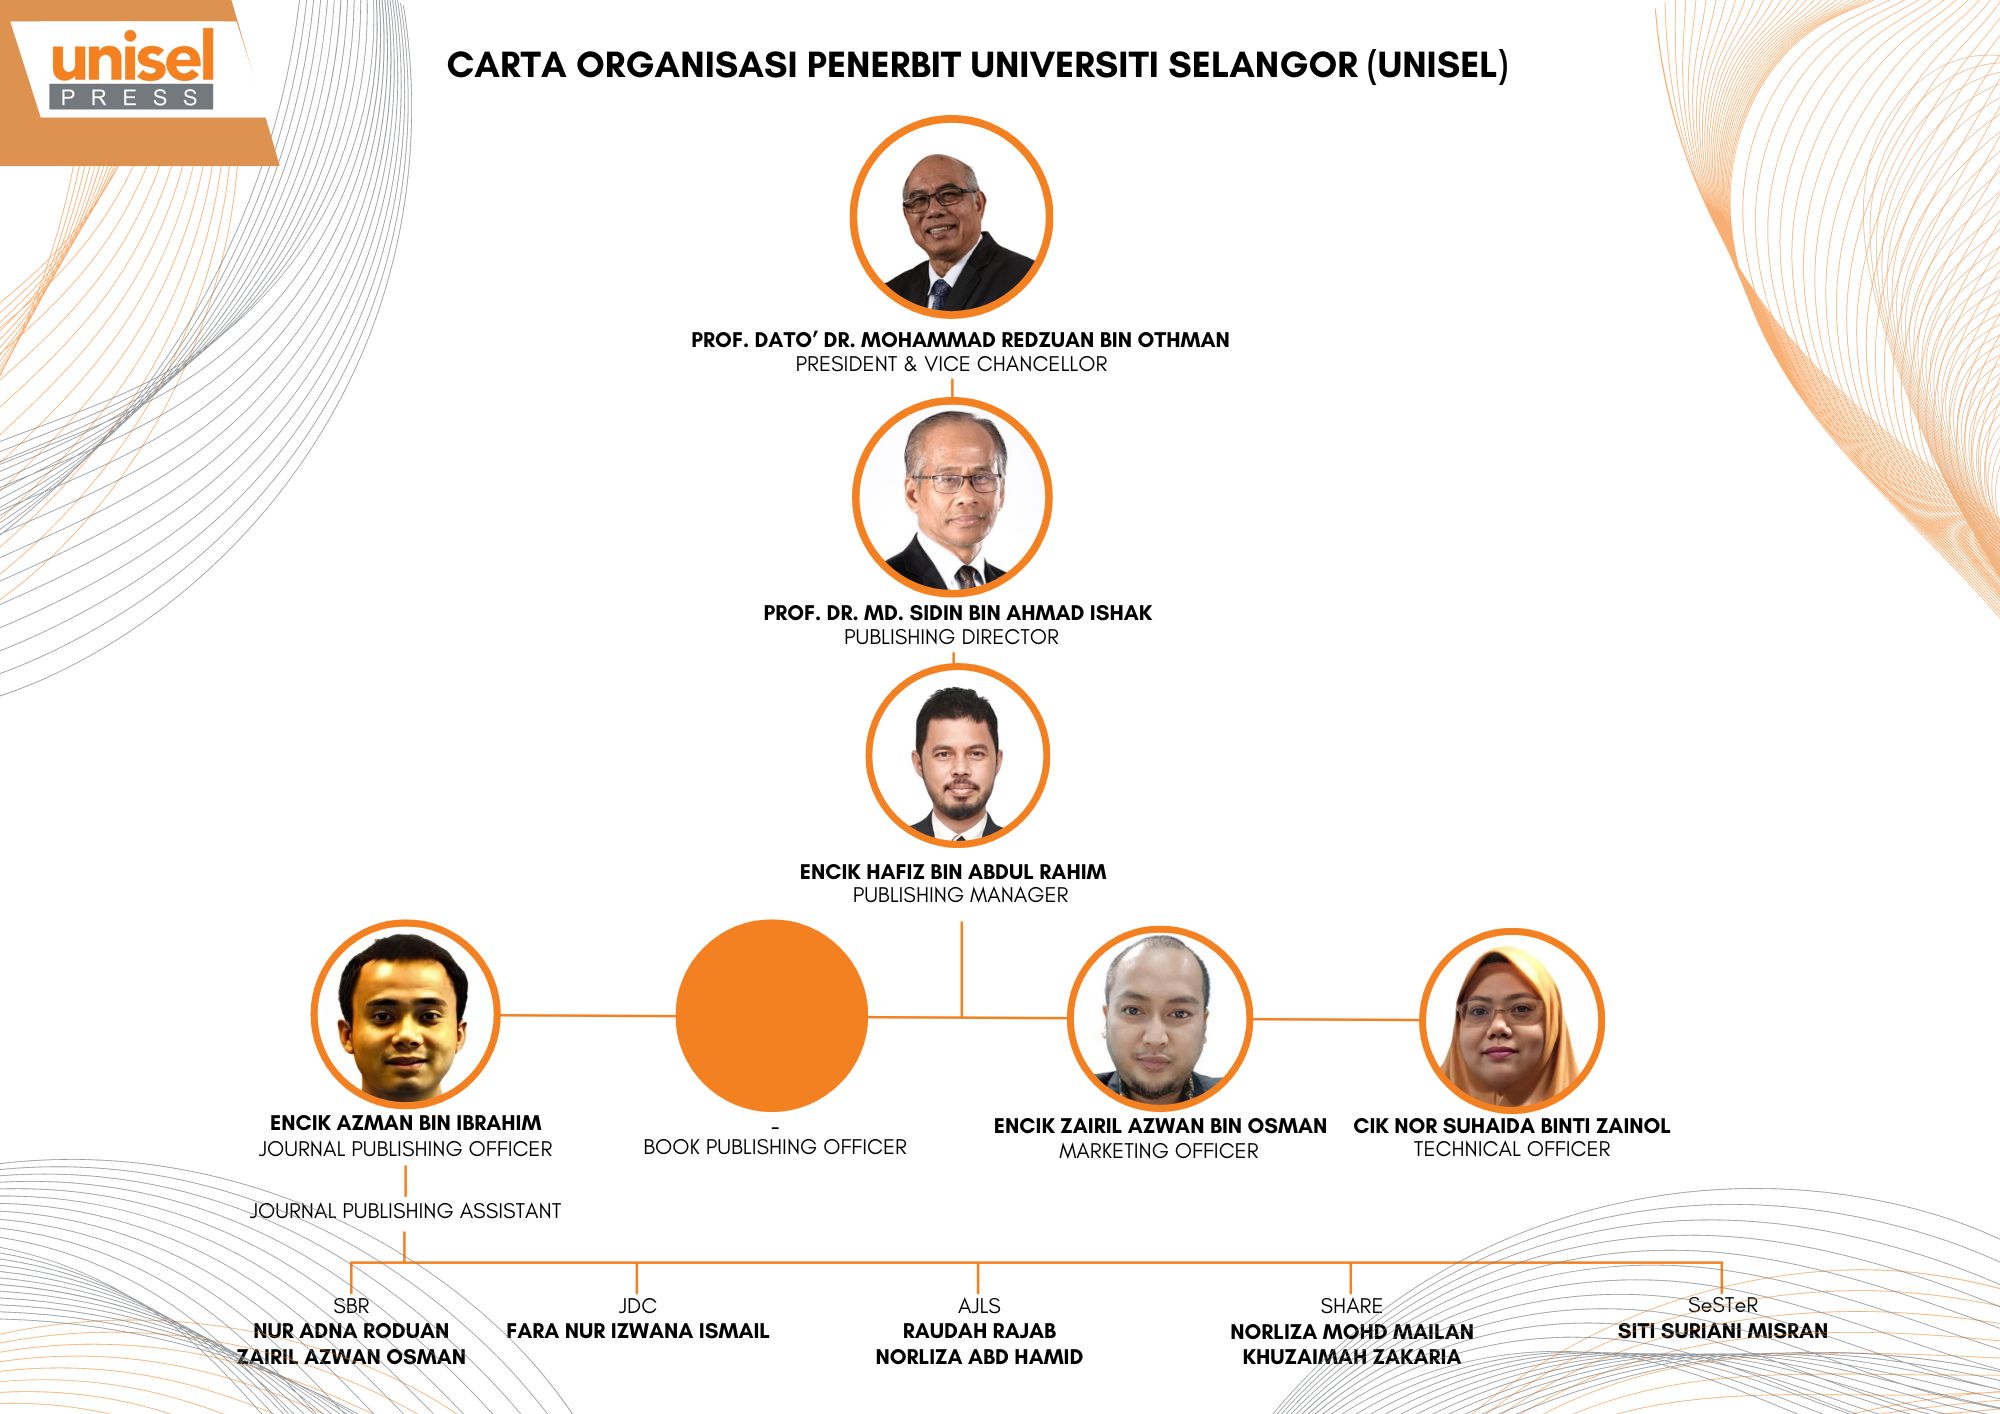 unisel
PRESS
CARTA ORGANISASI PENERBIT UNIVERSITI SELANGOR (UNISEL)
PROF. DATO’ DR. MOHAMMAD REDZUAN BIN OTHMAN
PRESIDENT & VICE CHANCELLOR
PROF. DR. MD. SIDIN BIN AHMAD ISHAK
PUBLISHING DIRECTOR
ENCIK HAFIZ BIN ABDUL RAHIM
PUBLISHING MANAGER
ENCIK AZMAN BIN IBRAHIM
JOURNAL PUBLISHING OFFICER
-
BOOK PUBLISHING OFFICER
ENCIK ZAIRIL AZWAN BIN OSMAN
MARKETING OFFICER
CIK NOR SUHAIDA BINTI ZAINOL
TECHNICAL OFFICER
JOURNAL PUBLISHING ASSISTANT
SBR
NUR ADNA RODUAN
ZAIRIL AZWAN OSMAN
JDC
FARA NUR IZWANA ISMAIL
AJLS
RAUDAH RAJAB
NORLIZA ABD HAMID
SHARE
NORLIZA MOHD MAILAN
KHUZAIMAH ZAKARIA
SeSTeR
SITI SURIANI MISRAN